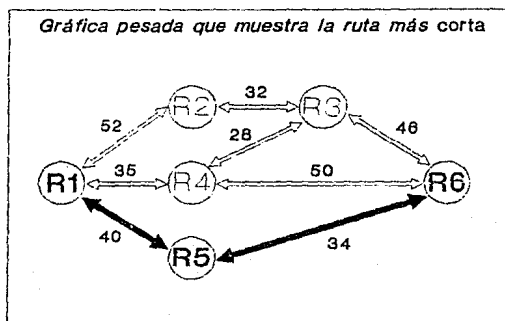 Gráfica pesada que muestra la ruta más corta
R2
32
R3
52
28
46
R1
35
R4
50
R6
40
34
R5